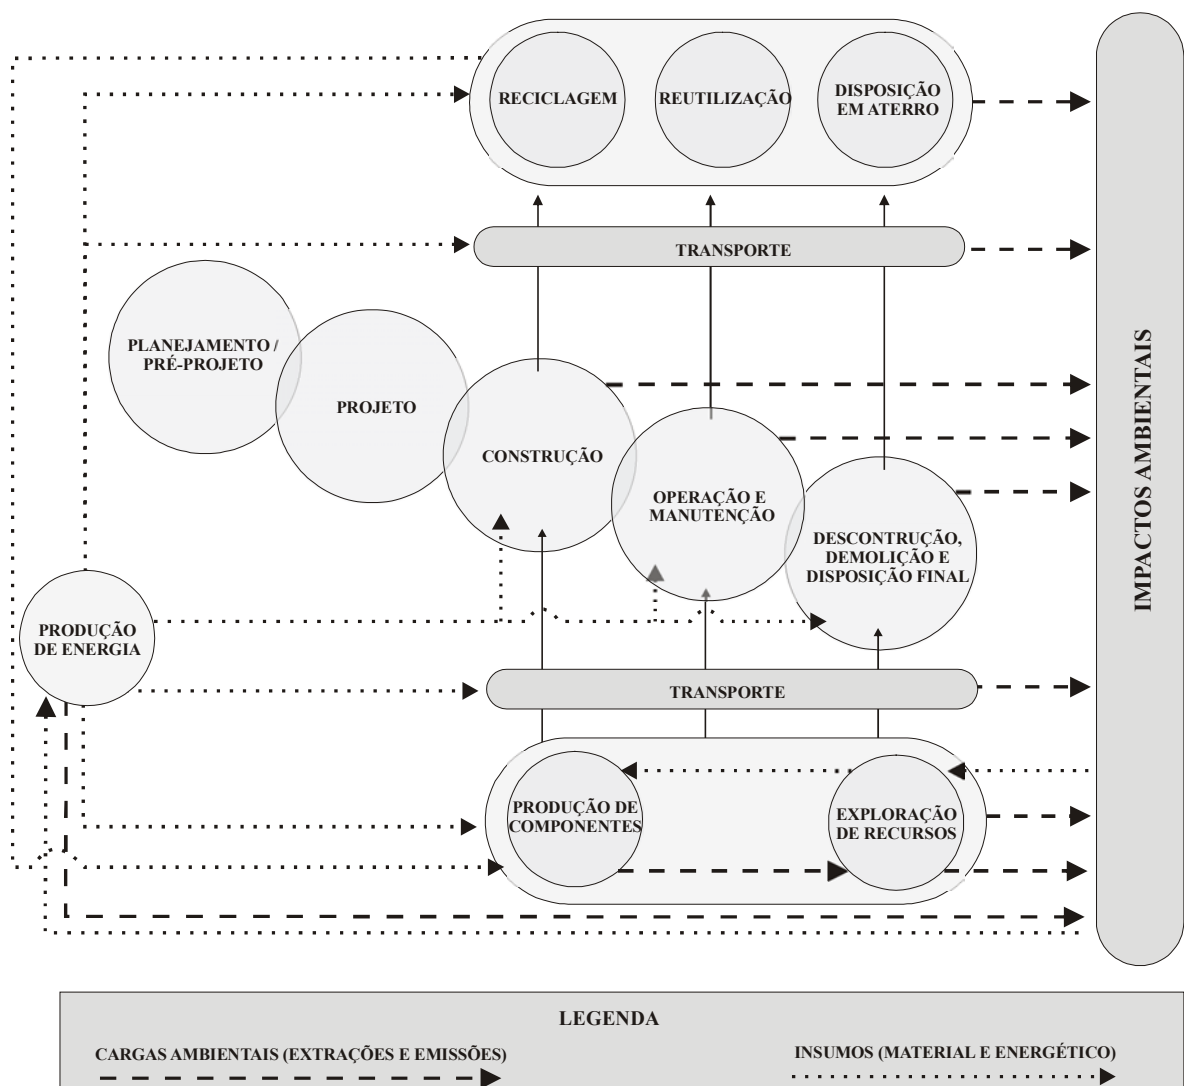 RECICLAGEM
REUTILIZAÇÃO
DISPOSIÇÃO
EM ATERRO
TRANSPORTE
PLANEJAMENTO /
PRÉ-PROJETO
PROJETO
CONSTRUÇÃO
OPERAÇÃO E
MANUTENÇÃO
DESCONTRUÇÃO,
DEMOLIÇÃO E
DISPOSIÇÃO FINAL
IMPACTOS AMBIENTAIS
PRODUÇÃO
DE ENERGIA
TRANSPORTE
PRODUÇÃO DE
COMPONENTES
EXPLORAÇÃO
DE RECURSOS
LEGENDA
CARGAS AMBIENTAIS (EXTRAÇÕES E EMISSÕES)
INSUMOS (MATERIAL E ENERGÉTICO)